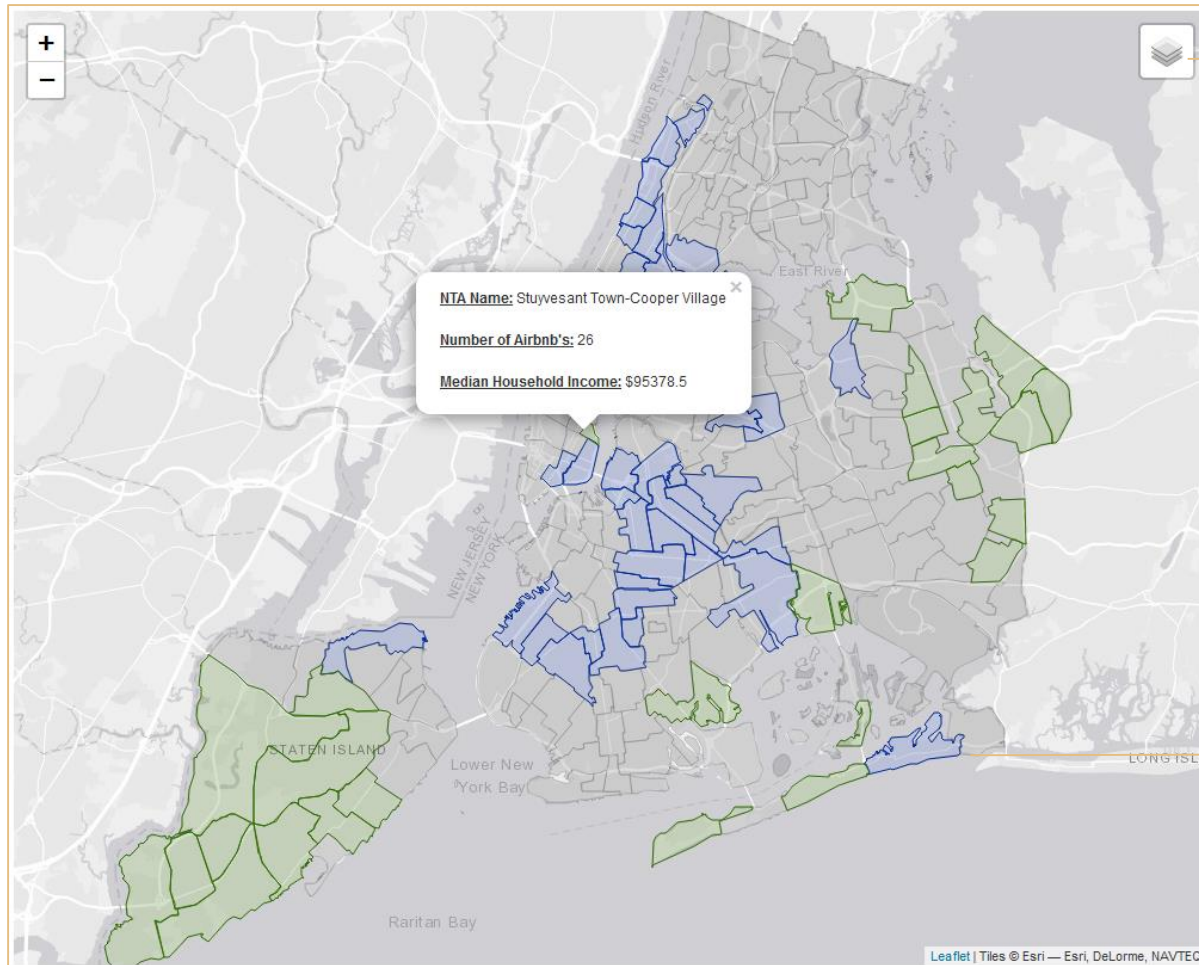 +
−
Hudson River
East River
NTA Name: Stuyvesant Town-Cooper Village
×
Number of Airbnb's: 26
Median Household Income: $95378.5
NEW JERSEY
NEW YORK
STATEN ISLAND
Lower New
York Bay
LONG ISL
Raritan Bay
Leaflet | Tiles © Esri — Esri, DeLorme, NAVTEQ